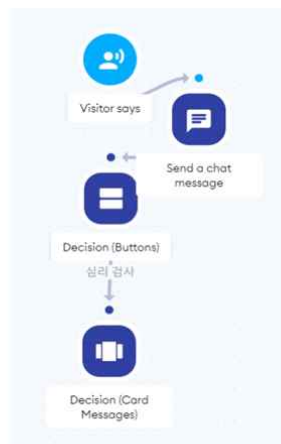 Visitor says
Send a chat
message
Decision (Buttons)
심리 검사
Decision (Card
Messages)